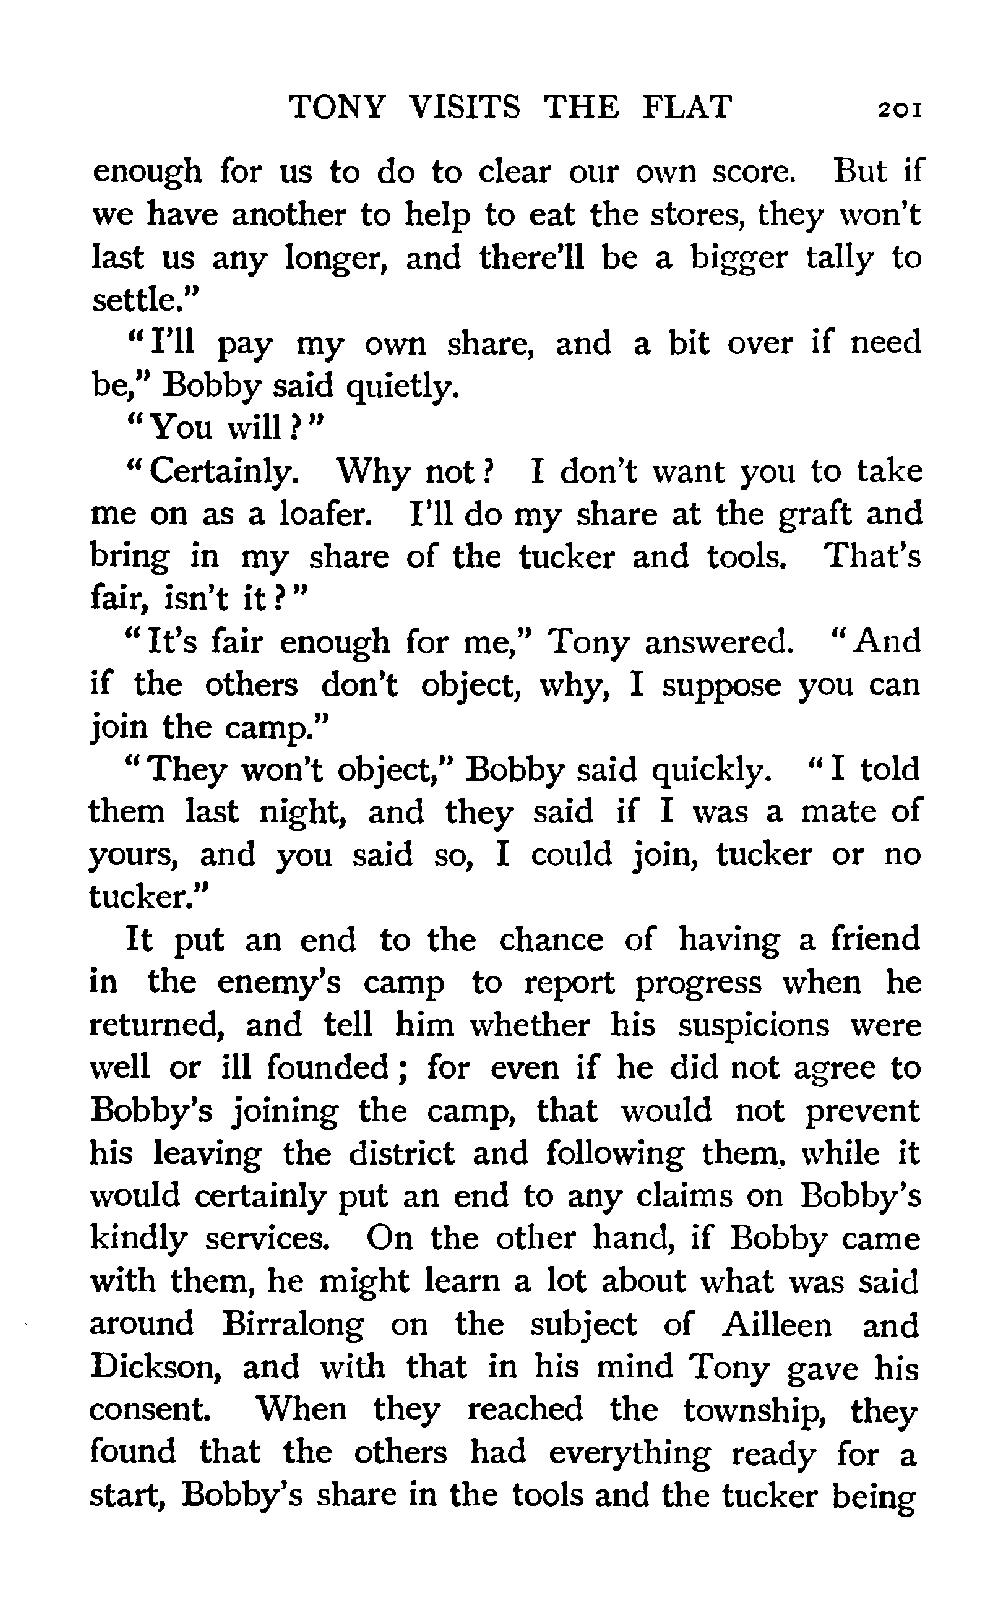 TONY VISITS THE FLAT 201
enough for us to do to clear our own score. But if
we have another to help to eat the stores, they won't
last us any longer, and there'll be a bigger tally to
settle."
"I'll pay my own share, and a bit over if need
be," Bobby said quietly.
"You will?"
"Certainly. Why not? I don't want you to take
me on as a loafer. I'll do my share at the graft and
bring in my share of the tucker and tools. That's
fair, isn't it?"
"It's fair enough for me," Tony answered. "And
if the others don't object, why, I suppose you can
join the camp."
"They won't object," Bobby said quickly. "I told
them last night, and they said if I was a mate of
yours, and you said so, I could join, tucker or no
tucker."
It put an end to the chance of having a friend
in the enemy's camp to report progress when he
returned, and tell him whether his suspicions were
well or ill founded; for even if he did not agree to
Bobby's joining the camp, that would not prevent
his leaving the district and following them, while it
would certainly put an end to any claims on Bobby's
kindly services. On the other hand, if Bobby came
with them, he might learn a lot about what was said
around Birralong on the subject of Ailleen and
Dickson, and with that in his mind Tony gave his
consent. When they reached the township, they
found that the others had everything ready for a
start, Bobby's share in the tools and the tucker being